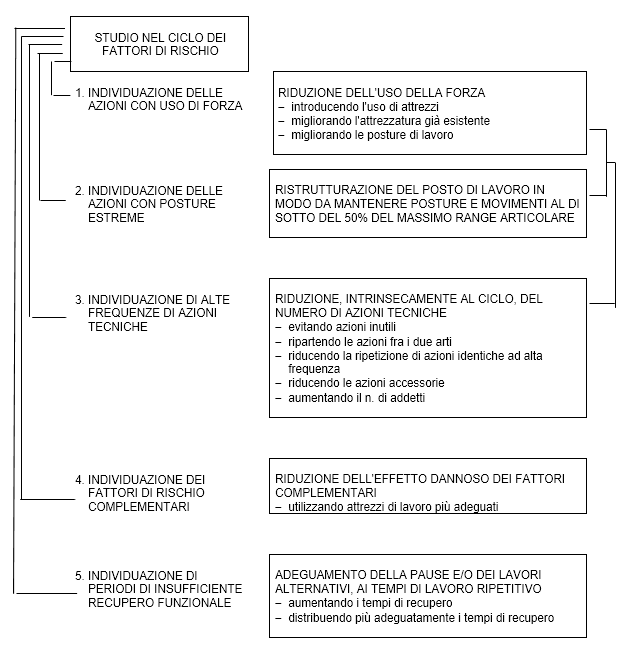 STUDIO NEL CICLO DEI
FATTORI DI RISCHIO
1. INDIVIDUAZIONE DELLE
AZIONI CON USO DI FORZA
RIDUZIONE DELL'USO DELLA FORZA
– introducendo l'uso di attrezzi
– migliorando l'attrezzatura già esistente
– migliorando le posture di lavoro
2. INDIVIDUAZIONE DELLE
AZIONI CON POSTURE
ESTREME
RISTRUTTURAZIONE DEL POSTO DI LAVORO IN
MODO DA MANTENERE POSTURE E MOVIMENTI AL DI
SOTTO DEL 50% DEL MASSIMO RANGE ARTICOLARE
3. INDIVIDUAZIONE DI ALTE
FREQUENZE DI AZIONI
TECNICHE
RIDUZIONE, INTRINSECAMENTE AL CICLO, DEL
NUMERO DI AZIONI TECNICHE
– evitando azioni inutili
– ripartendo le azioni fra i due arti
– riducendo la ripetizione di azioni identiche ad alta
frequenza
– riducendo le azioni accessorie
– aumentando il n. di addetti
4. INDIVIDUAZIONE DEI
FATTORI DI RISCHIO
COMPLEMENTARI
RIDUZIONE DELL'EFFETTO DANNOSO DEI FATTORI
COMPLEMENTARI
– utilizzando attrezzi di lavoro più adeguati
5. INDIVIDUAZIONE DI
PERIODI DI INSUFFICIENTE
RECUPERO FUNZIONALE
ADEGUAMENTO DELLA PAUSE E/O DEI LAVORI
ALTERNATIVI, AI TEMPI DI LAVORO RIPETITIVO
– aumentando i tempi di recupero
– distribuendo più adeguatamente i tempi di recupero